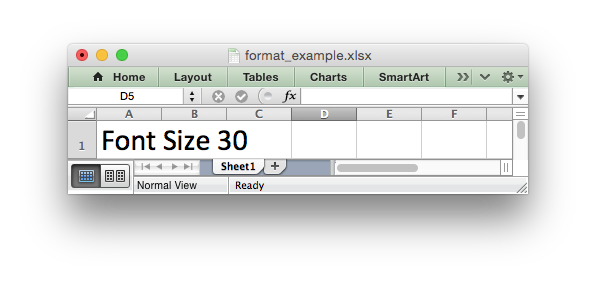 format_example.xlsx
Home Layout Tables Charts SmartArt
D5 fx
A B C D E F
1 Font Size 30
Sheet1 +
Normal View Ready